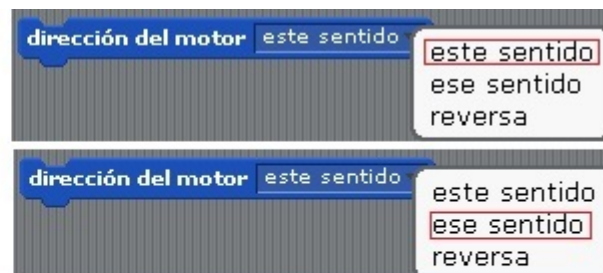 dirección del motor este sentido
este sentido
ese sentido
reversa
dirección del motor este sentido
este sentido
ese sentido
reversa